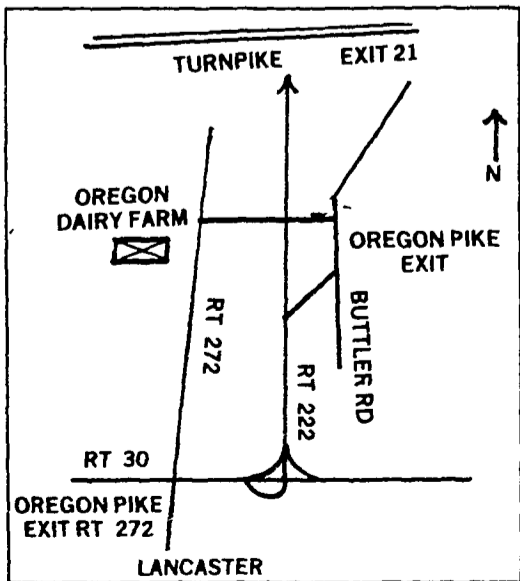 TURNPIKE EXIT 21
N
OREGON
DAIRY FARM
OREGON PIKE
EXIT
RT 272
RT 222
BUTTLER RD
RT 30
OREGON PIKE
EXIT RT 272
LANCASTER